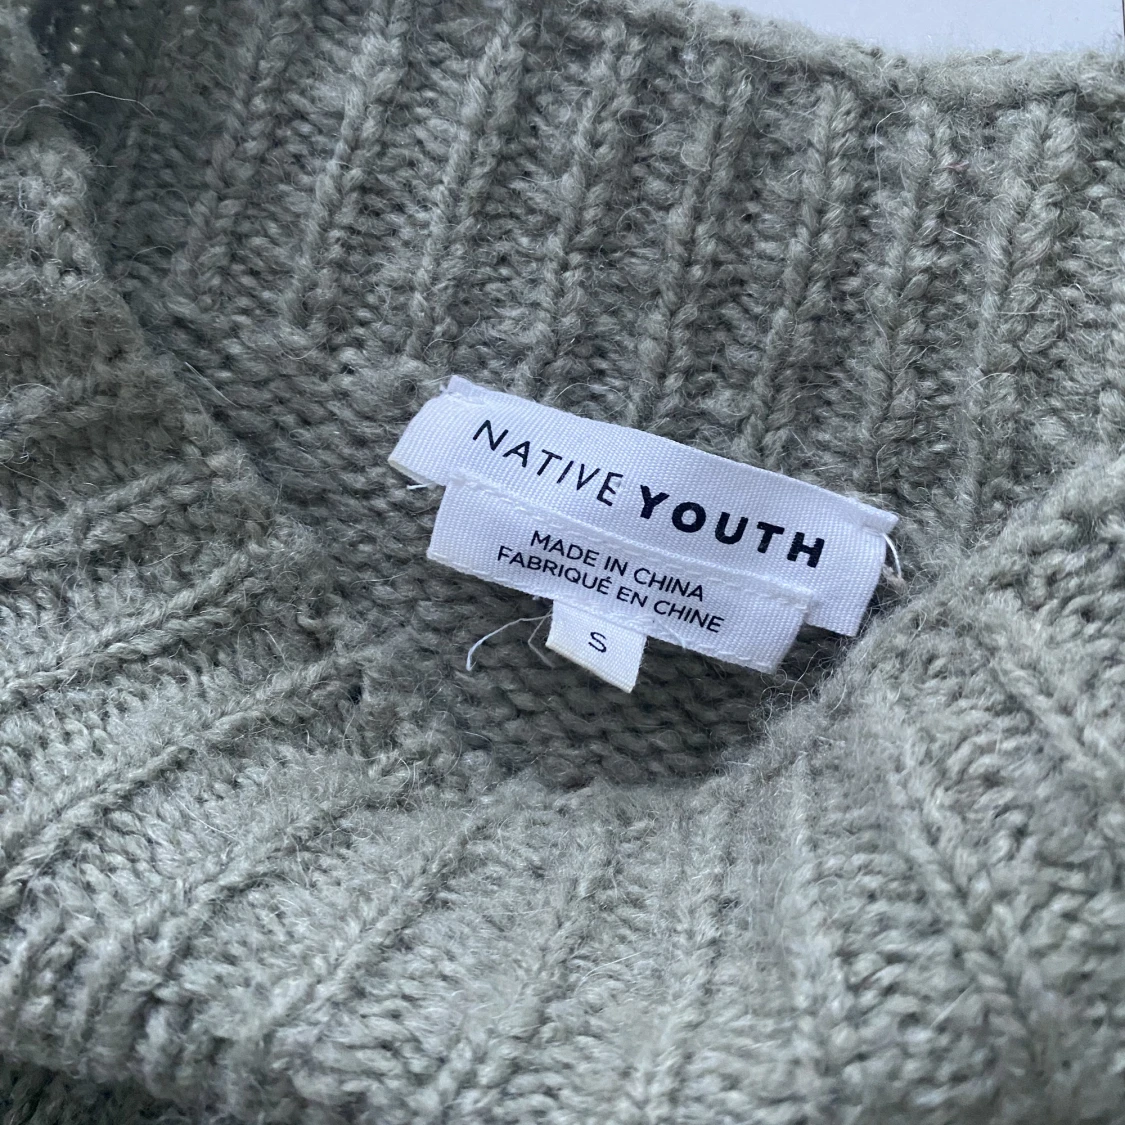 NATIVE YOUTH
MADE IN CHINA
FABRIQUÉ EN CHINE
S